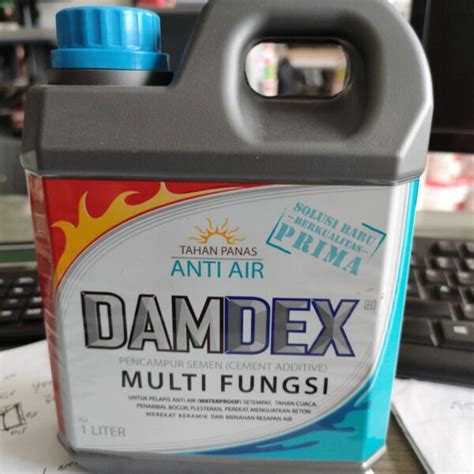 SOLUSI BARU
BERKUALITAS
PRIMA
TAHAN PANAS
ANTI AIR
DAMDEX®
PENCAMPUR SEMEN (CEMENT ADDITIVE)
MULTI FUNGSI
UNTUK PELAPIS ANTI AIR (WATERPROOF) SETEMPAT, TAHAN CUACA,
PENAMBAL BOCOR, PLESTERAN, PEREKAT, MENGUATKAN BETON
MEREKAT KERAMIK DAN MENAHAN RESAPAN AIR
ISI
1 LITER